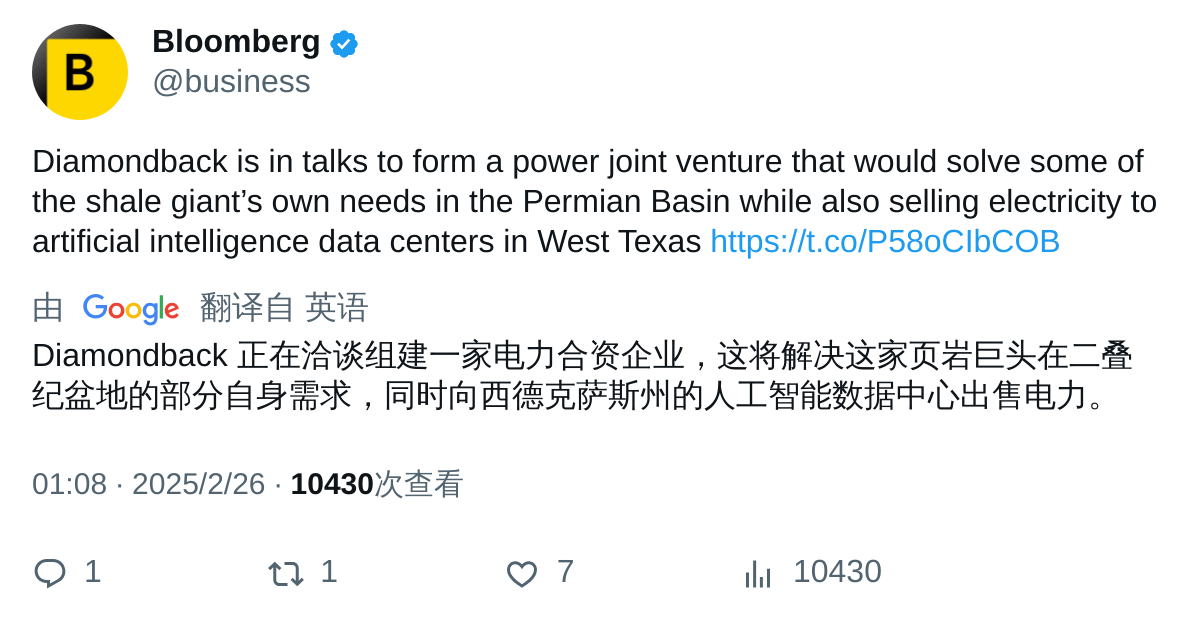 B
Bloomberg
@business
Diamondback is in talks to form a power joint venture that would solve some of
the shale giant’s own needs in the Permian Basin while also selling electricity to
artificial intelligence data centers in West Texas https://t.co/P58oCIbCOB
由 Google 翻译自 英语
Diamondback 正在洽谈组建一家电力合资企业，这将解决这家页岩巨头在二叠
纪盆地的部分自身需求，同时向西德克萨斯州的人工智能数据中心出售电力。
01:08 · 2025/2/26 · 10430次查看
1 1 7 10430